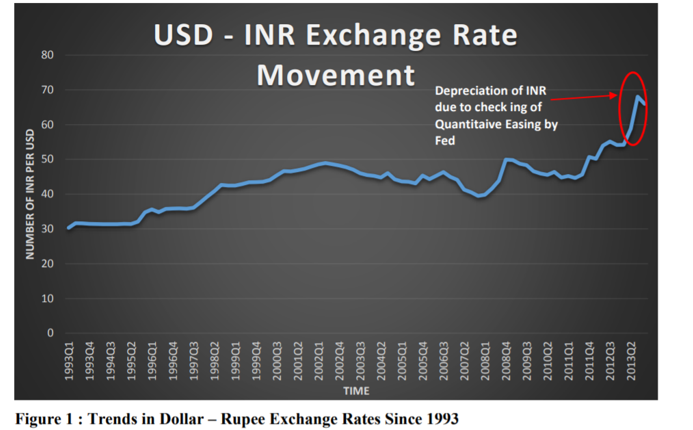 USD - INR Exchange Rate
Movement
Depreciation of INR
due to check ing of
Quantitaive Easing by
Fed
NUMBER OF INR PER USD
80
70
60
50
40
30
20
10
0
1993Q1
1993Q4
1994Q3
1995Q2
1996Q1
1996Q4
1997Q3
1998Q2
1999Q1
1999Q4
2000Q3
2001Q2
2002Q1
2002Q4
2003Q3
2004Q2
2005Q1
2005Q4
2006Q3
2007Q2
2008Q1
2008Q4
2009Q3
2010Q2
2011Q1
2011Q4
2012Q3
2013Q2
TIME
Figure 1 : Trends in Dollar – Rupee Exchange Rates Since 1993